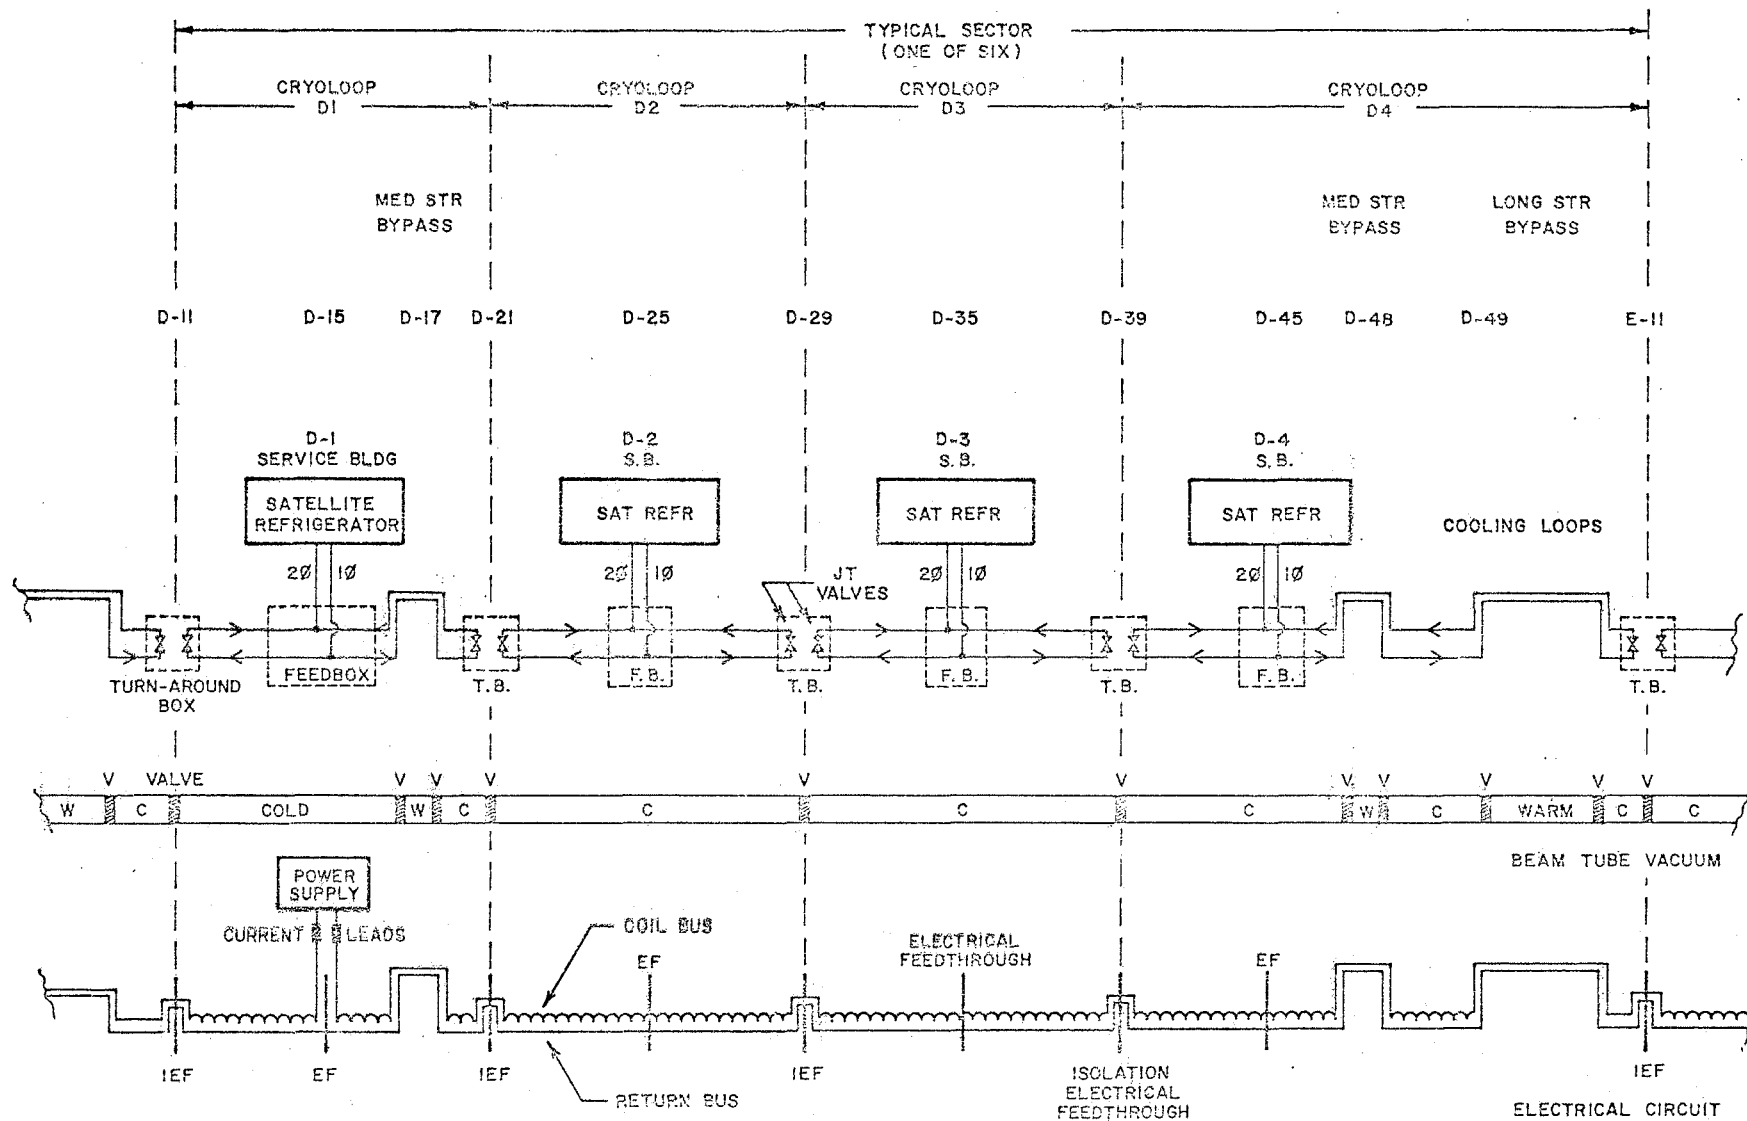 TYPICAL SECTOR
(ONE OF SIX)
CRYOLOOP
D1
CRYOLOOP
D2
CRYOLOOP
D3
CRYOLOOP
D4
MED STR
BYPASS
MED STR
BYPASS
LONG STR
BYPASS
D-11 D-15 D-17 D-21 D-25 D-29 D-35 D-39 D-45 D-48 D-49 E-11
D-1
SERVICE BLDG
D-2
S.B.
D-3
S.B.
D-4
S.B.
SATELLITE
REFRIGERATOR
SAT REFR
SAT REFR
SAT REFR
COOLING LOOPS
2Ø 1Ø
2Ø 1Ø
JT
VALVES
2Ø 1Ø
2Ø 1Ø
FEEDBOX
F.B.
F.B.
F.B.
TURN-AROUND
BOX
T.B.
T.B.
T.B.
T.B.
V VALVE V V V V V V V V V V
W C COLD W C C C C W C WARM C C
BEAM TUBE VACUUM
POWER
SUPPLY
CURRENT LEADS
COIL BUS
EF
ELECTRICAL
FEEDTHROUGH
EF
IEF
EF
IEF
IEF
ISOLATION
ELECTRICAL
FEEDTHROUGH
IEF
RETURN BUS
ELECTRICAL CIRCUIT